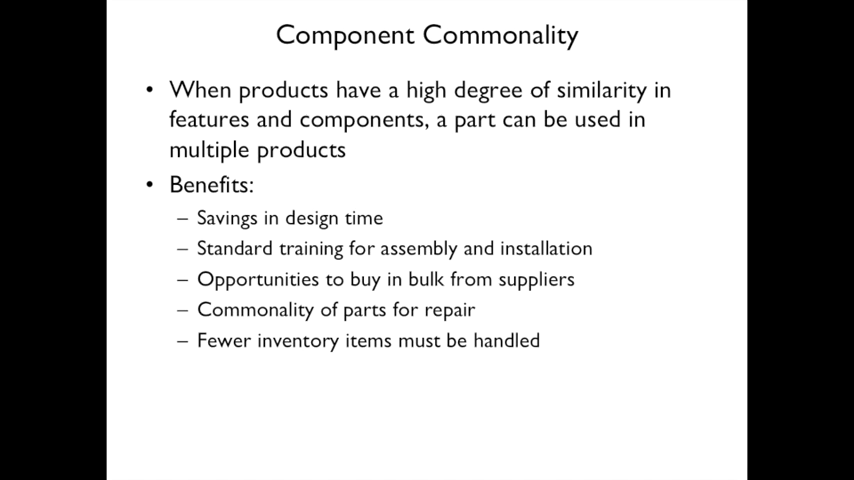 Component Commonality
• When products have a high degree of similarity in
features and components, a part can be used in
multiple products
• Benefits:
– Savings in design time
– Standard training for assembly and installation
– Opportunities to buy in bulk from suppliers
– Commonality of parts for repair
– Fewer inventory items must be handled